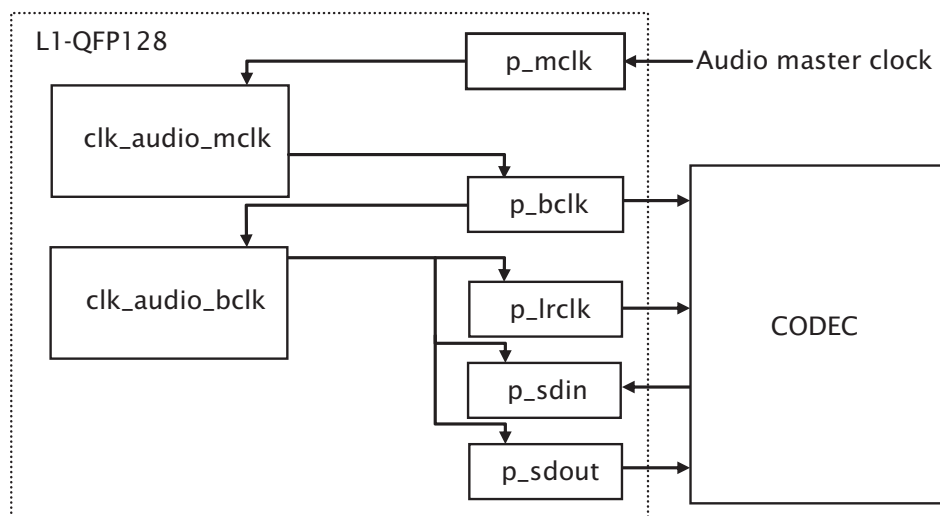 L1-QFP128
p_mclk
Audio master clock
clk_audio_mclk
p_bclk
clk_audio_bclk
p_lrclk
CODEC
p_sdin
p_sdout